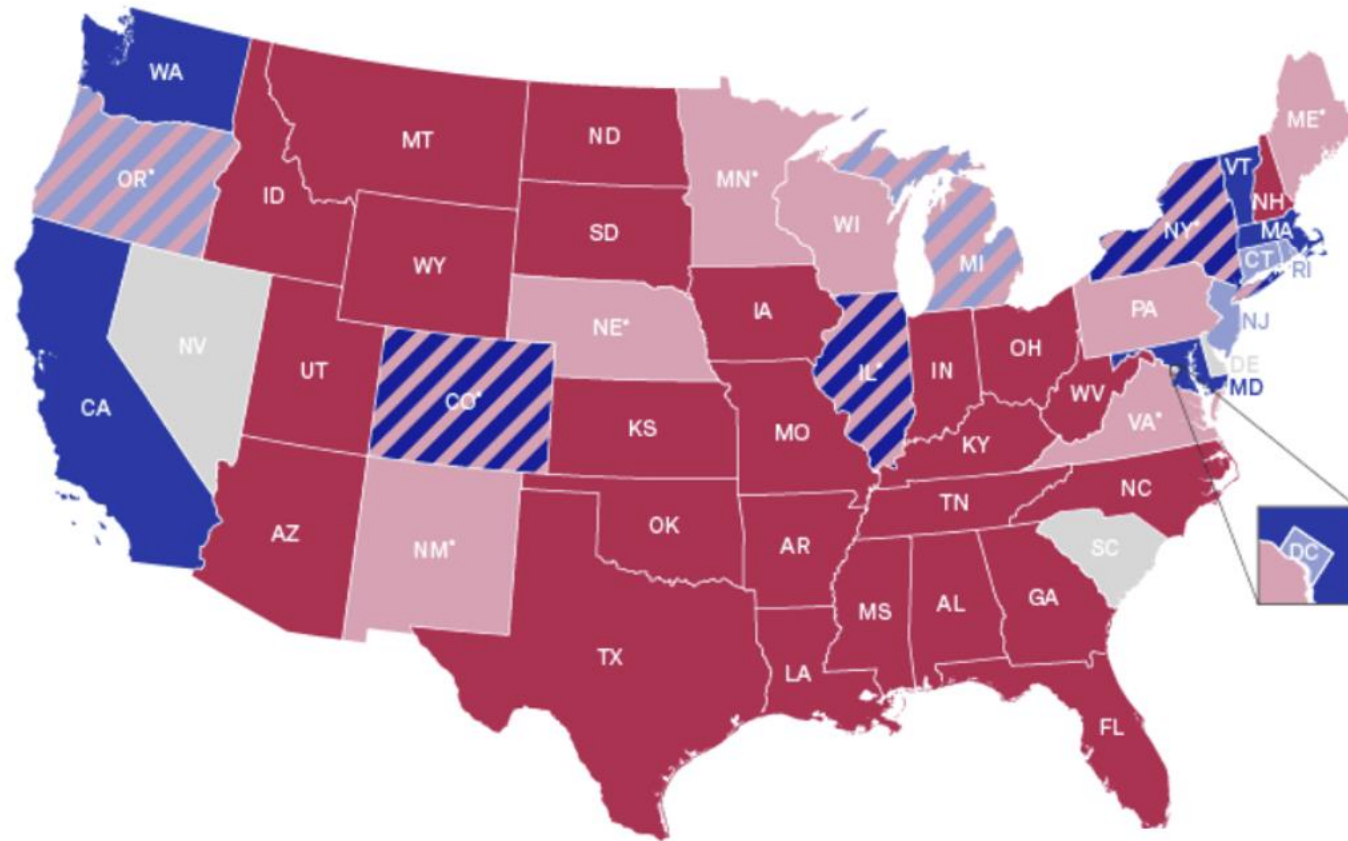 WA
MT
ND
MN*
ME*
OR*
ID
VT
NH
SD
WI
NY*
MA
WY
MI
CT
RI
IA
PA
NE*
NJ
NV
UT
OH
IN
DE
IL*
MD
CA
CO*
WV
VA*
KS
MO
KY
NC
TN
OK
AZ
NM*
AR
SC
DC
MS
AL
GA
TX
LA
FL